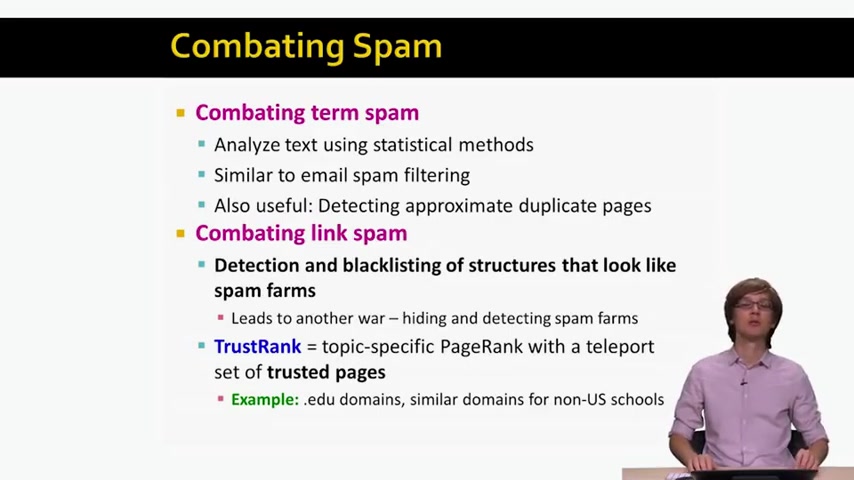 Combating Spam
Combating term spam
Analyze text using statistical methods
Similar to email spam filtering
Also useful: Detecting approximate duplicate pages
Combating link spam
Detection and blacklisting of structures that look like
spam farms
Leads to another war – hiding and detecting spam farms
TrustRank = topic-specific PageRank with a teleport
set of trusted pages
Example: .edu domains, similar domains for non-US schools